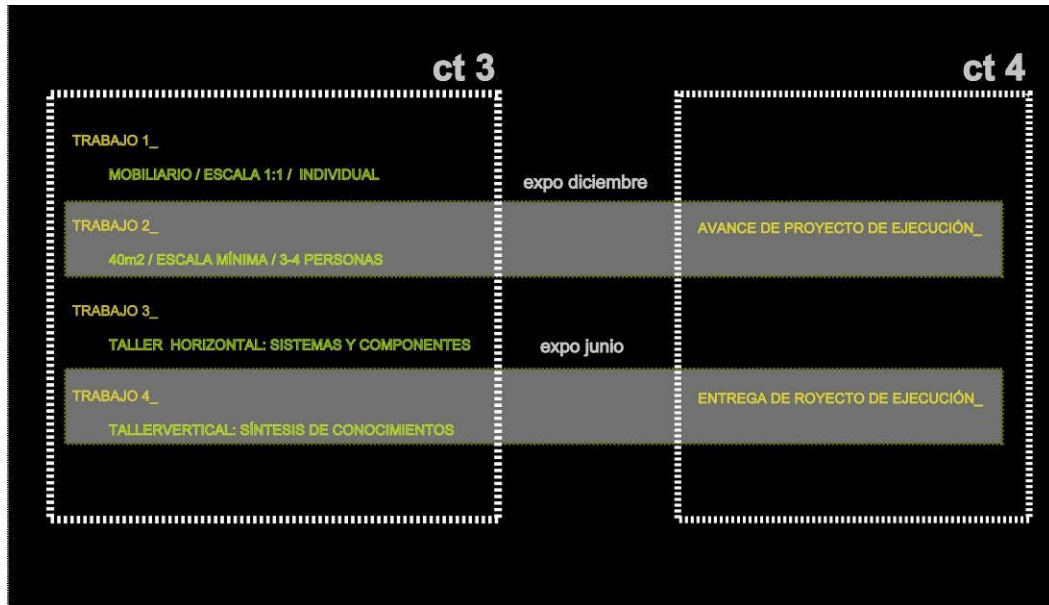 ct 3
ct 4
TRABAJO 1_
MOBILIARIO / ESCALA 1:1 / INDIVIDUAL
expo diciembre
TRABAJO 2_
AVANCE DE PROYECTO DE EJECUCIÓN_
40m2 / ESCALA MÍNIMA / 3-4 PERSONAS
TRABAJO 3_
TALLER HORIZONTAL: SISTEMAS Y COMPONENTES
expo junio
TRABAJO 4_
ENTREGA DE ROYECTO DE EJECUCIÓN_
TALLERVERTICAL: SÍNTESIS DE CONOCIMIENTOS